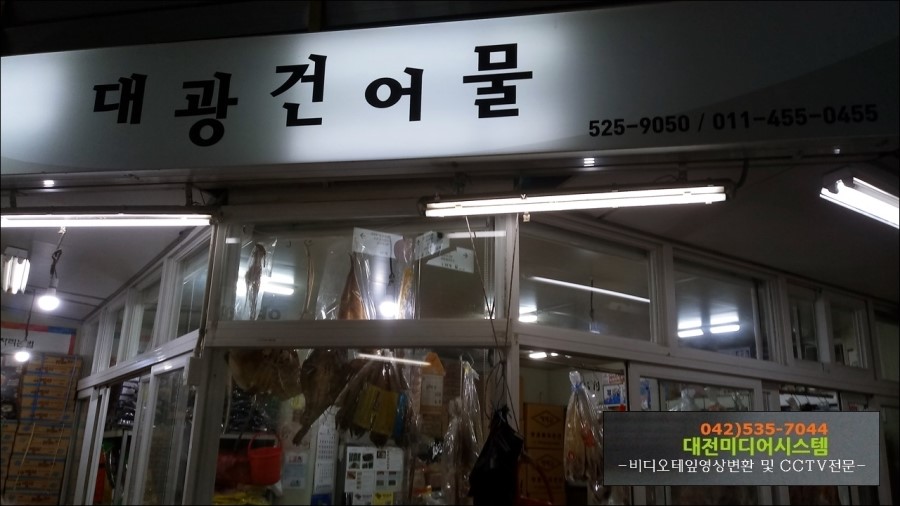 대광건어물
525-9050 / 011-455-0455
042)535-7044
대전미디어시스템
-비디오테잎영상변환 및 CCTV전문-